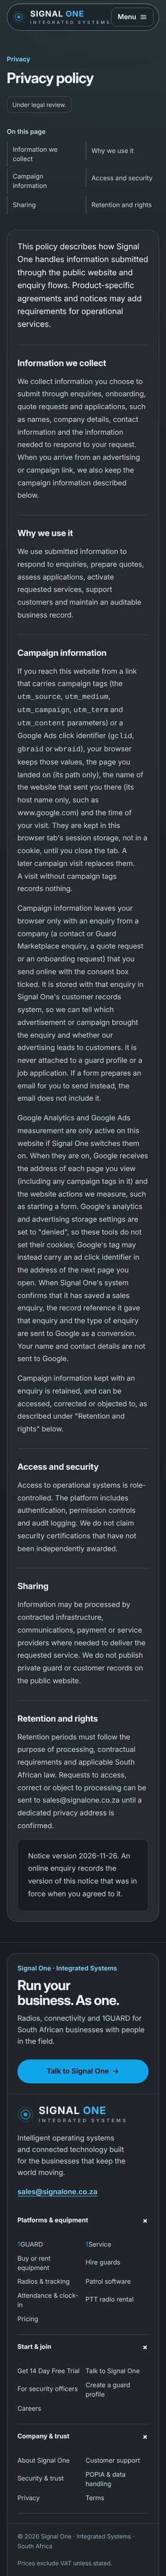 SIGNAL ONE
INTEGRATED SYSTEMS
Menu
Privacy
Privacy policy
Under legal review.
On this page
Information we
collect
Why we use it
Campaign
information
Access and security
Sharing
Retention and rights
This policy describes how Signal
One handles information submitted
through the public website and
enquiry flows. Product-specific
agreements and notices may add
requirements for operational
services.
Information we collect
We collect information you choose to
submit through enquiries, onboarding,
quote requests and applications, such
as names, company details, contact
information and the information
needed to respond to your request.
When you arrive from an advertising
or campaign link, we also keep the
campaign information described
below.
Why we use it
We use submitted information to
respond to enquiries, prepare quotes,
assess applications, activate
requested services, support
customers and maintain an auditable
business record.
Campaign information
If you reach this website from a link
that carries campaign tags (the
utm_source, utm_medium,
utm_campaign, utm_term and
utm_content parameters) or a
Google Ads click identifier (gclid,
gbraid or wbraid), your browser
keeps those values, the page you
landed on (its path only), the name of
the website that sent you there (its
host name only, such as
www.google.com) and the time of
your visit. They are kept in this
browser tab's session storage, not in a
cookie, until you close the tab. A
later campaign visit replaces them.
A visit without campaign tags
records nothing.
Campaign information leaves your
browser only with an enquiry from a
company (a contact or Guard
Marketplace enquiry, a quote request
or an onboarding request) that you
send online with the consent box
ticked. It is stored with that enquiry in
Signal One's customer records
system, so we can tell which
advertisement or campaign brought
the enquiry and whether our
advertising leads to customers. It is
never attached to a guard profile or a
job application. If a form prepares an
email for you to send instead, the
email does not include it.
Google Analytics and Google Ads
measurement are only active on this
website if Signal One switches them
on. When they are on, Google receives
the address of each page you view
(including any campaign tags in it) and
the website actions we measure, such
as starting a form. Google's analytics
and advertising storage settings are
set to "denied", so these tools do not
set their cookies; Google's tag may
instead carry an ad click identifier in
the address of the next page you
open. When Signal One's system
confirms that it has saved a sales
enquiry, the record reference it gave
that enquiry and the type of enquiry
are sent to Google as a conversion.
Your name and contact details are not
sent to Google.
Campaign information kept with an
enquiry is retained, and can be
accessed, corrected or objected to, as
described under "Retention and
rights" below.
Access and security
Access to operational systems is role-
controlled. The platform includes
authentication, permission controls
and audit logging. We do not claim
security certifications that have not
been independently awarded.
Sharing
Information may be processed by
contracted infrastructure,
communications, payment or service
providers where needed to deliver the
requested service. We do not publish
private guard or customer records on
the public website.
Retention and rights
Retention periods must follow the
purpose of processing, contractual
requirements and applicable South
African law. Requests to access,
correct or object to processing can be
sent to sales@signalone.co.za until a
dedicated privacy address is
confirmed.
Notice version 2026-11-26. An
online enquiry records the
version of this notice that was in
force when you agreed to it.
Signal One · Integrated Systems
Run your
business. As one.
Radios, connectivity and 1GUARD for
South African businesses with people
in the field.
Talk to Signal One →
SIGNAL ONE
INTEGRATED SYSTEMS
Intelligent operating systems
and connected technology built
for the businesses that keep the
world moving.
sales@signalone.co.za
Platforms & equipment
1GUARD
1Service
Buy or rent
equipment
Hire guards
Radios & tracking
Patrol software
Attendance & clock-
in
PTT radio rental
Pricing
Start & join
Get 14 Day Free Trial
Talk to Signal One
For security officers
Create a guard
profile
Careers
Company & trust
About Signal One
Customer support
Security & trust
POPIA & data
handling
Privacy
Terms
© 2026 Signal One · Integrated Systems ·
South Africa
Prices exclude VAT unless stated.